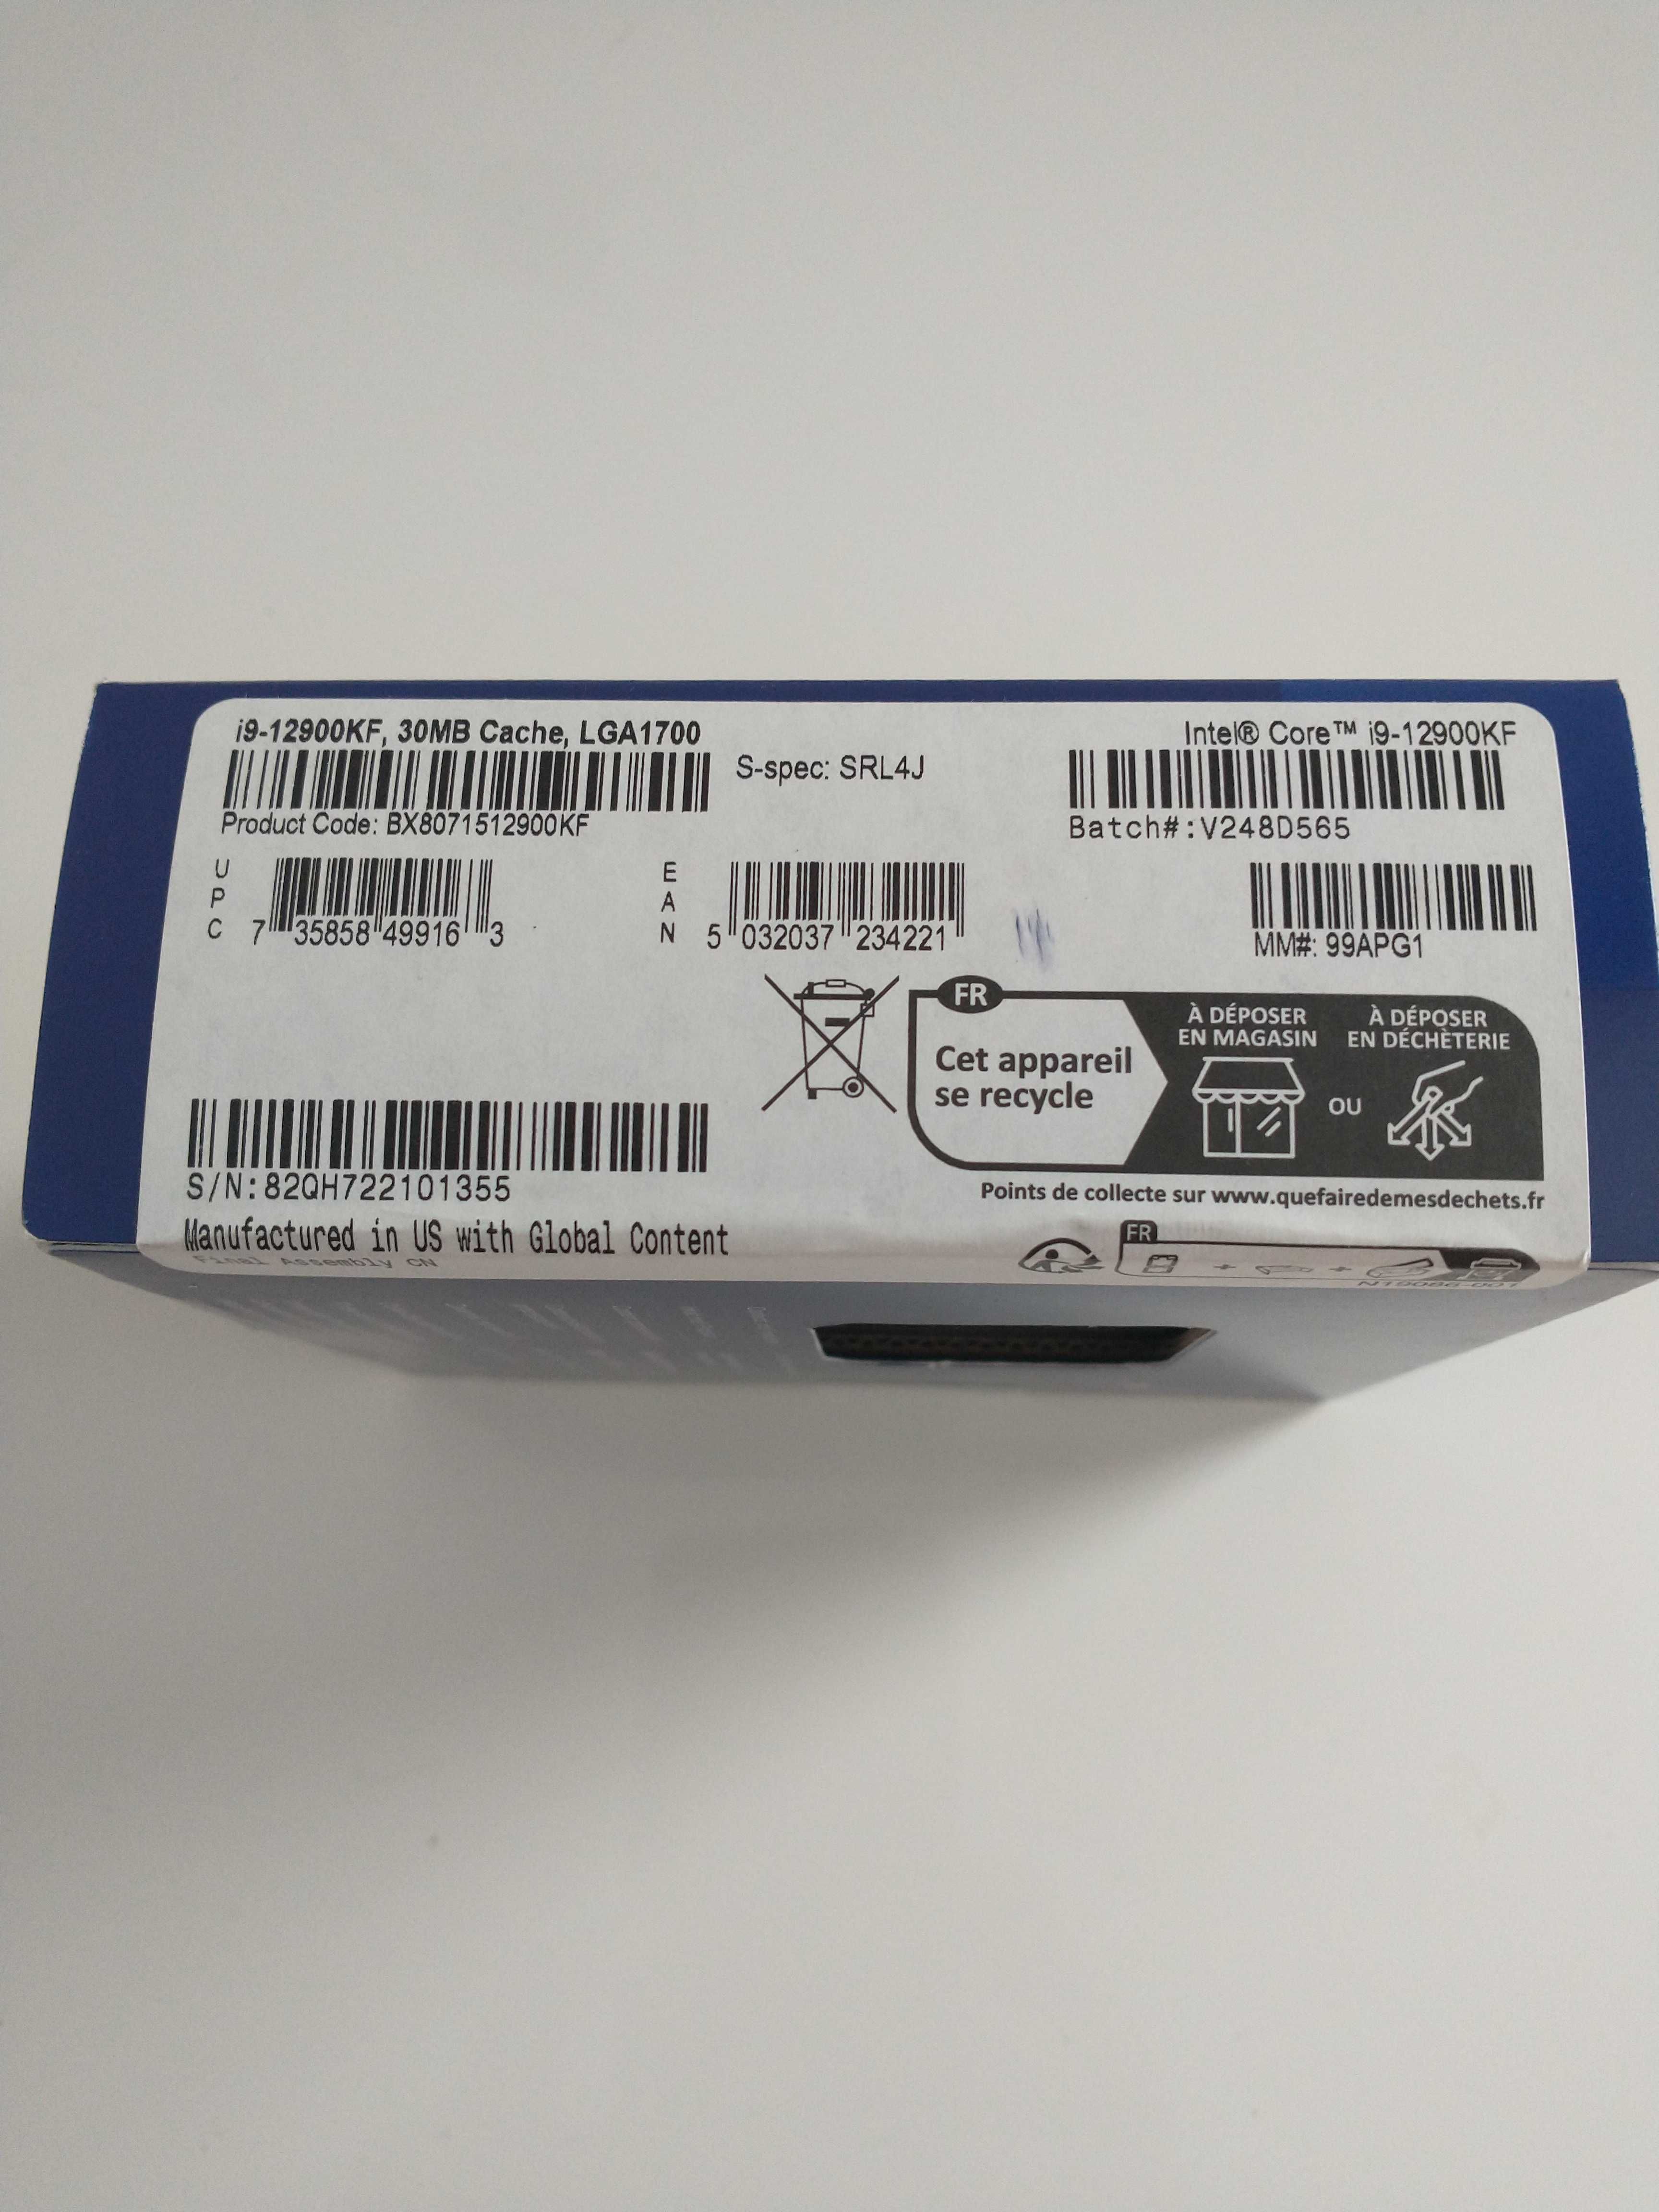 i9-12900KF, 30MB Cache, LGA1700
Intel® Core™ i9-12900KF
S-spec: SRL4J
Product Code: BX8071512900KF
Batch#:V248D565
UPC
7 35858 49916 3
EAN
5 032037 234221
MM#: 99APG1
FR
Cet appareil
se recycle
À DÉPOSER
EN MAGASIN
OU
À DÉPOSER
EN DÉCHÈTERIE
Points de collecte sur www.quefairedemesdechets.fr
S/N:82QH722101355
Manufactured in US with Global Content
Final Assembly CN
FR
N19086-001